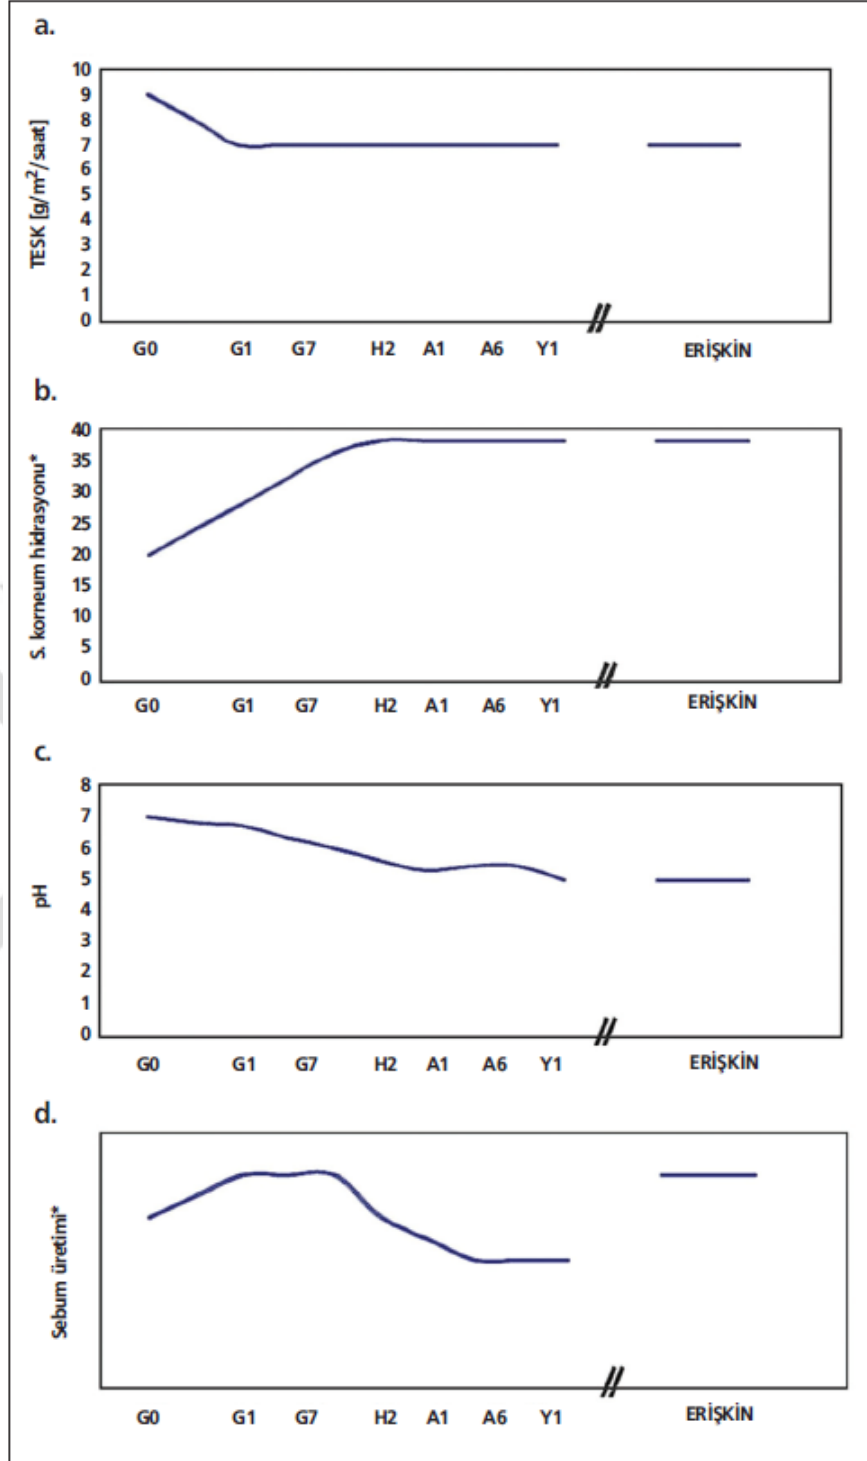 a.
TESK [g/m²/saat]
10
9
8
7
6
5
4
3
2
1
0
G0 G1 G7 H2 A1 A6 Y1 ERİŞKİN
b.
S. korneum hidrasyonu*
40
35
30
25
20
15
10
5
0
G0 G1 G7 H2 A1 A6 Y1 ERİŞKİN
c.
pH
8
7
6
5
4
3
2
1
0
G0 G1 G7 H2 A1 A6 Y1 ERİŞKİN
d.
Sebum üretimi*
G0 G1 G7 H2 A1 A6 Y1 ERİŞKİN